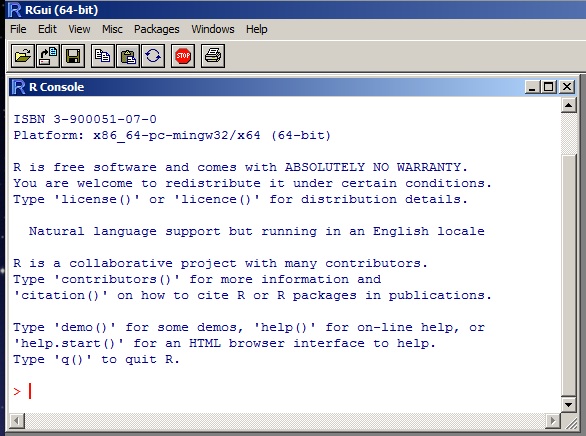 RGui (64-bit)
File Edit View Misc Packages Windows Help
STOP
R Console
ISBN 3-900051-07-0
Platform: x86_64-pc-mingw32/x64 (64-bit)
R is free software and comes with ABSOLUTELY NO WARRANTY.
You are welcome to redistribute it under certain conditions.
Type 'license()' or 'licence()' for distribution details.
Natural language support but running in an English locale
R is a collaborative project with many contributors.
Type 'contributors()' for more information and
'citation()' on how to cite R or R packages in publications.
Type 'demo()' for some demos, 'help()' for on-line help, or
'help.start()' for an HTML browser interface to help.
Type 'q()' to quit R.
>